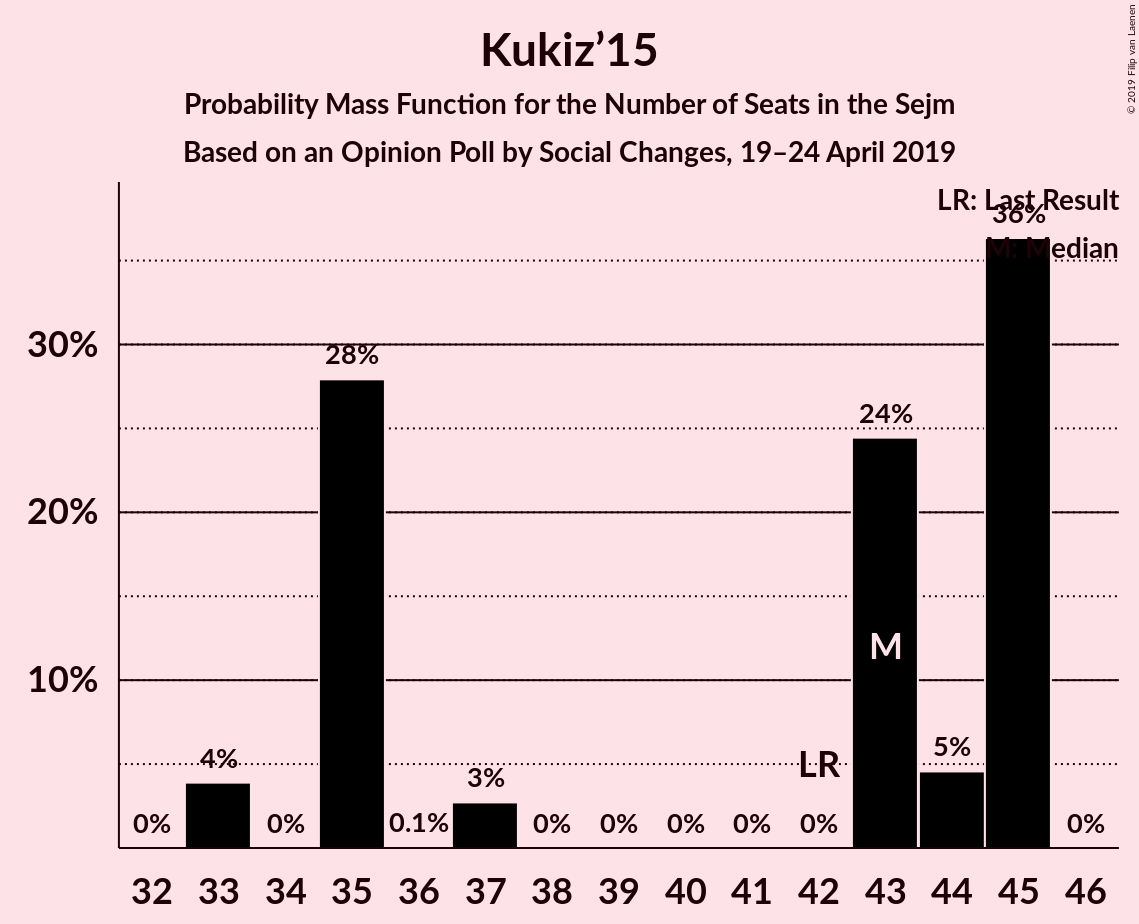 Kukiz’15
Probability Mass Function for the Number of Seats in the Sejm
Based on an Opinion Poll by Social Changes, 19–24 April 2019
© 2019 Filip van Laenen
LR: Last Result
M: Median
36%
30%
28%
24%
20%
M
10%
4%
3%
LR
5%
0%
0%
0.1%
0%
0%
0%
0%
0%
0%
32 33 34 35 36 37 38 39 40 41 42 43 44 45 46